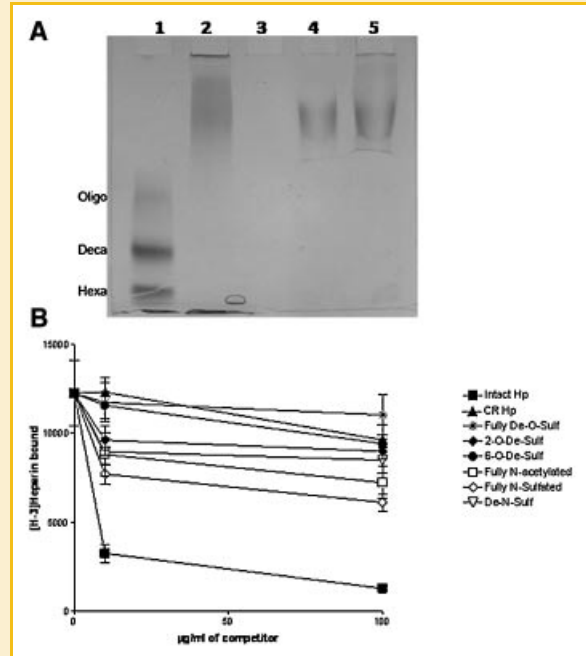 A
1 2 3 4 5
Oligo
Deca
Hexa
B
15000
10000
5000
0
[H-3]Heparin bound
0 50 100
µg/ml of competitor
Intact Hp
CR Hp
Fully De-O-Sulf
2-O-De-Sulf
6-O-De-Sulf
Fully N-acetylated
Fully N-Sulfated
De-N-Sulf